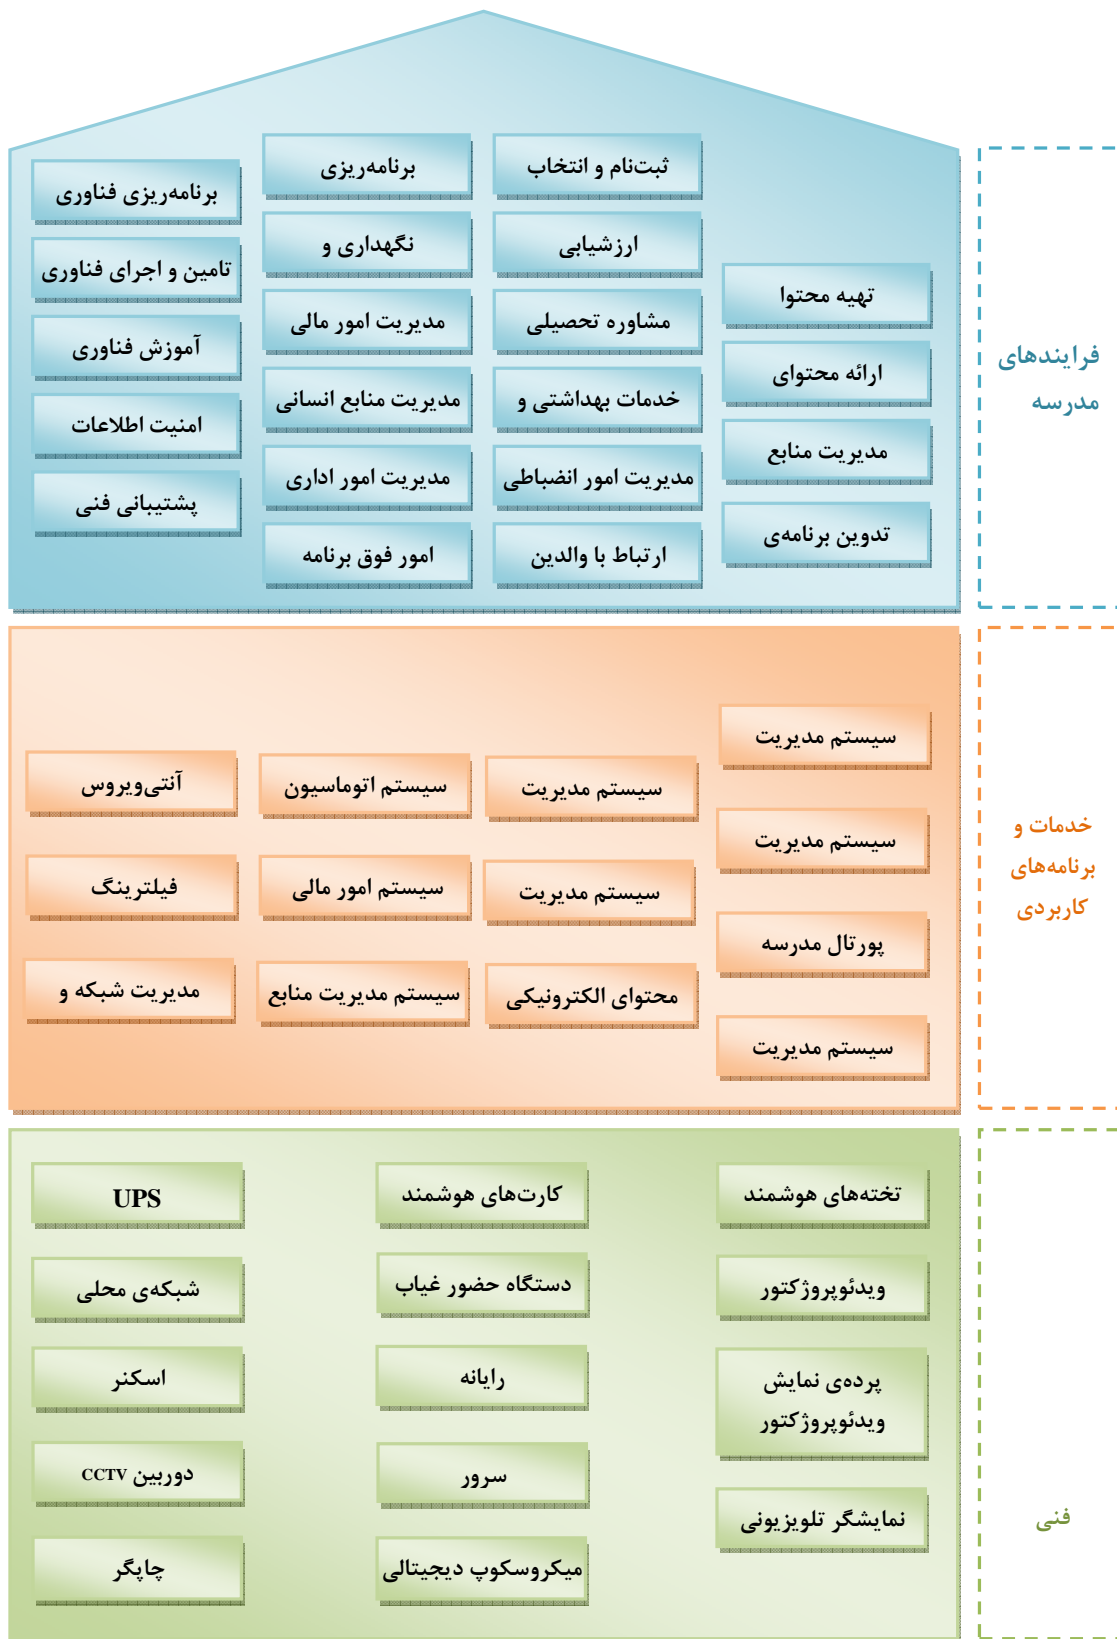 فرایندهای
مدرسه
تهیه محتوا
ارائه محتوای
مدیریت منابع
تدوین برنامه‌ی
ثبت‌نام و انتخاب
ارزشیابی
مشاوره تحصیلی
خدمات بهداشتی و
مدیریت امور انضباطی
ارتباط با والدین
برنامه‌ریزی
نگهداری و
مدیریت امور مالی
مدیریت منابع انسانی
مدیریت امور اداری
امور فوق برنامه
برنامه‌ریزی فناوری
تامین و اجرای فناوری
آموزش فناوری
امنیت اطلاعات
پشتیبانی فنی
خدمات و
برنامه‌های
کاربردی
سیستم مدیریت
سیستم مدیریت
پورتال مدرسه
سیستم مدیریت
سیستم مدیریت
سیستم مدیریت
محتوای الکترونیکی
سیستم اتوماسیون
سیستم امور مالی
سیستم مدیریت منابع
آنتی‌ویروس
فیلترینگ
مدیریت شبکه و
فنی
تخته‌های هوشمند
ویدئوپروژکتور
پرده‌ی نمایش
ویدئوپروژکتور
نمایشگر تلویزیونی
کارت‌های هوشمند
دستگاه حضور غیاب
رایانه
سرور
میکروسکوپ دیجیتالی
UPS
شبکه‌ی محلی
اسکنر
دوربین CCTV
چاپگر